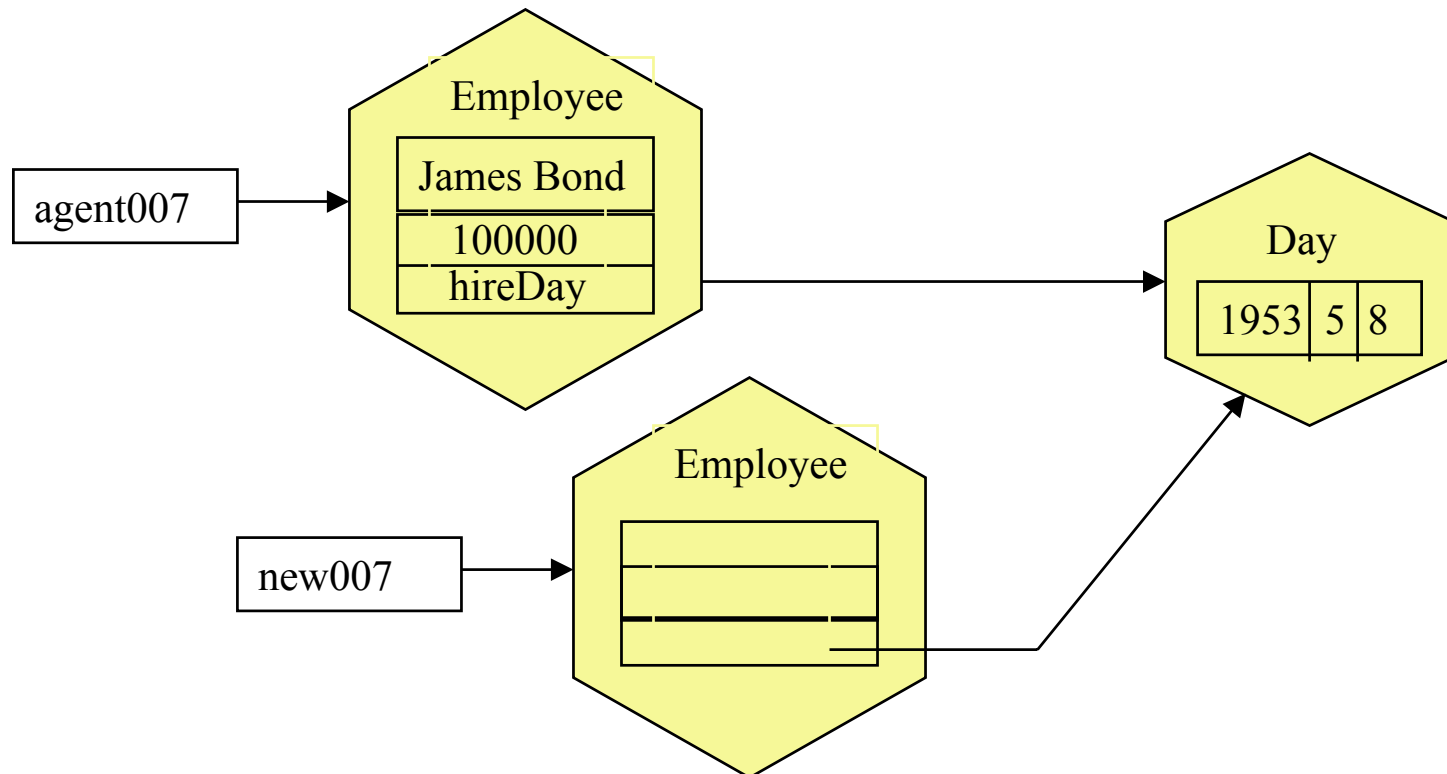 Employee
James Bond
agent007
100000
hireDay
Day
1953 5 8
Employee
new007